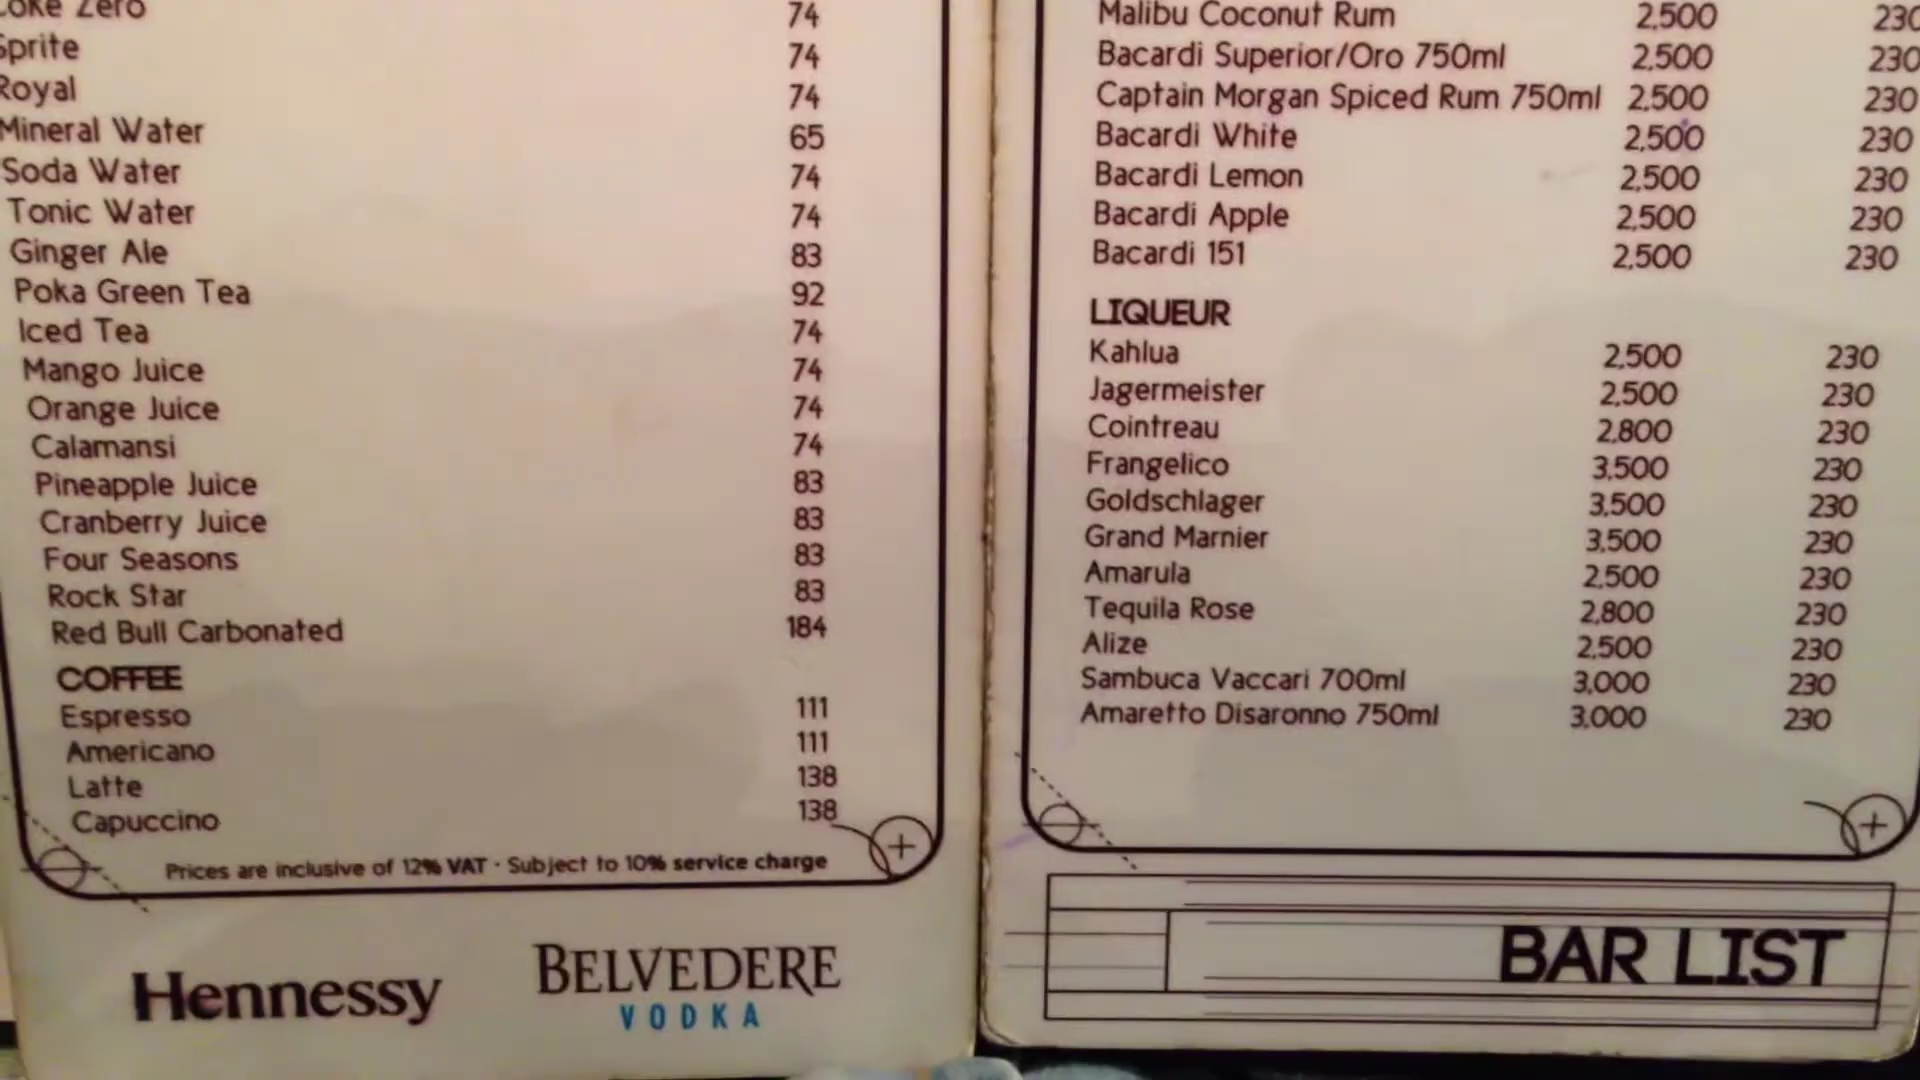 Coke Zero 74
Sprite 74
Royal 74
Mineral Water 65
Soda Water 74
Tonic Water 74
Ginger Ale 83
Poka Green Tea 92
Iced Tea 74
Mango Juice 74
Orange Juice 74
Calamansi 74
Pineapple Juice 83
Cranberry Juice 83
Four Seasons 83
Rock Star 83
Red Bull Carbonated 184
COFFEE
Espresso 111
Americano 111
Latte 138
Capuccino 138
Prices are inclusive of 12% VAT · Subject to 10% service charge
Hennessy
BELVEDERE
VODKA
Malibu Coconut Rum 2,500 230
Bacardi Superior/Oro 750ml 2,500 230
Captain Morgan Spiced Rum 750ml 2,500 230
Bacardi White 2,500 230
Bacardi Lemon 2,500 230
Bacardi Apple 2,500 230
Bacardi 151 2,500 230
LIQUEUR
Kahlua 2,500 230
Jagermeister 2,500 230
Cointreau 2,800 230
Frangelico 3,500 230
Goldschlager 3,500 230
Grand Marnier 3,500 230
Amarula 2,500 230
Tequila Rose 2,800 230
Alize 2,500 230
Sambuca Vaccari 700ml 3,000 230
Amaretto Disaronno 750ml 3,000 230
BAR LIST